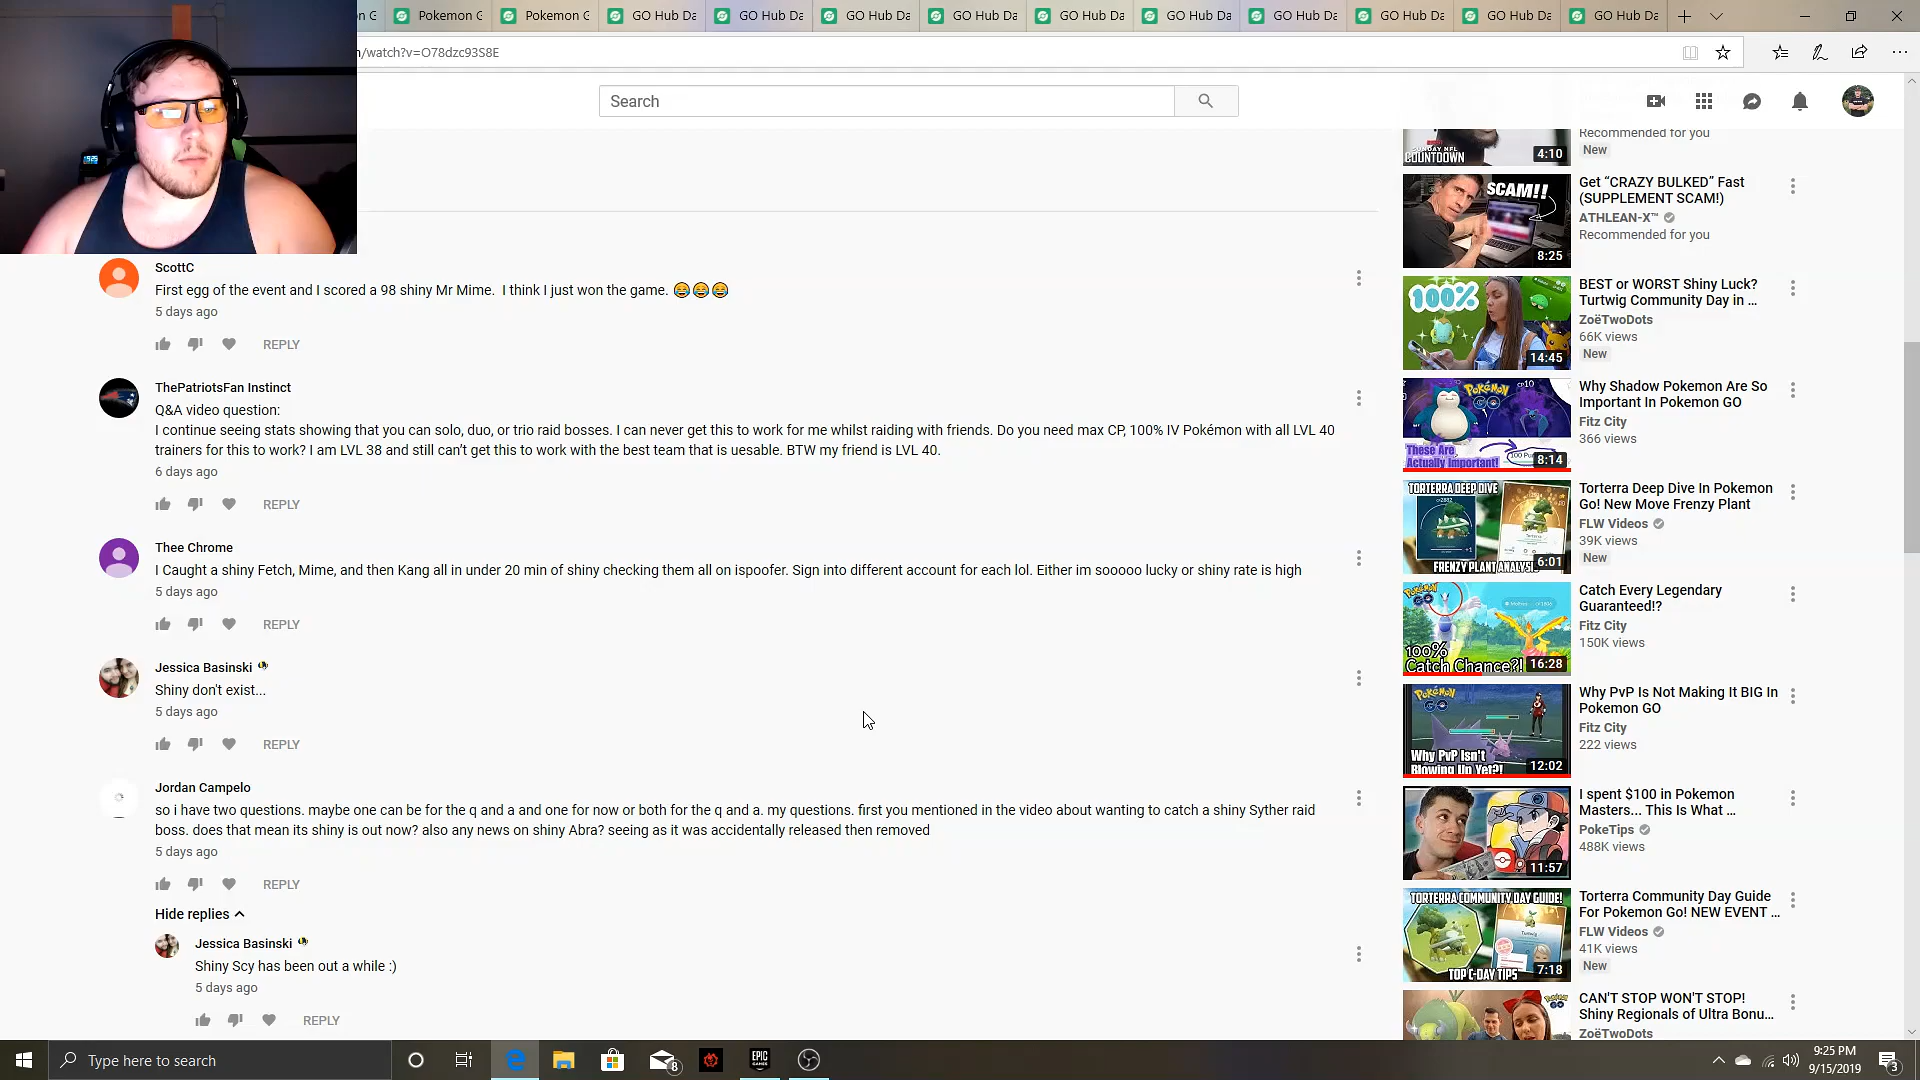 G
Pokemon G
Pokemon G
GO Hub Da
GO Hub Da
GO Hub Da
GO Hub Da
GO Hub Da
GO Hub Da
GO Hub Da
GO Hub Da
GO Hub Da
GO Hub Da
/watch?v=O78dzc93S8E
Search
ScottC
First egg of the event and I scored a 98 shiny Mr Mime. I think I just won the game. 😂😂😂
5 days ago
REPLY
ThePatriotsFan Instinct
Q&A video question:
I continue seeing stats showing that you can solo, duo, or trio raid bosses. I can never get this to work for me whilst raiding with friends. Do you need max CP, 100% IV Pokémon with all LVL 40
trainers for this to work? I am LVL 38 and still can't get this to work with the best team that is uesable. BTW my friend is LVL 40.
6 days ago
REPLY
Thee Chrome
I Caught a shiny Fetch, Mime, and then Kang all in under 20 min of shiny checking them all on ispoofer. Sign into different account for each lol. Either im sooooo lucky or shiny rate is high
5 days ago
REPLY
Jessica Basinski
Shiny don't exist...
5 days ago
REPLY
Jordan Campelo
so i have two questions. maybe one can be for the q and a and one for now or both for the q and a. my questions. first you mentioned in the video about wanting to catch a shiny Syther raid
boss. does that mean its shiny is out now? also any news on shiny Abra? seeing as it was accidentally released then removed
5 days ago
REPLY
Hide replies
Jessica Basinski
Shiny Scy has been out a while :)
5 days ago
REPLY
SUNDAY NFL
COUNTDOWN
4:10
Recommended for you
New
SCAM!!
8:25
Get “CRAZY BULKED” Fast
(SUPPLEMENT SCAM!)
ATHLEAN-X™
Recommended for you
100%
14:45
BEST or WORST Shiny Luck?
Turtwig Community Day in ...
ZoëTwoDots
66K views
New
POKÉMON
GO
CP10
These Are
Actually Important!
8:14
Why Shadow Pokemon Are So
Important In Pokemon GO
Fitz City
366 views
TORTERRA DEEP DIVE
FRENZY PLANT ANALYSIS
6:01
Torterra Deep Dive In Pokemon
Go! New Move Frenzy Plant
FLW Videos
39K views
New
POKÉMON
GO
100%
Catch Chance?!
16:28
Catch Every Legendary
Guaranteed!?
Fitz City
150K views
POKÉMON
GO
Why PvP Isn't
Blowing Up Yet?!
12:02
Why PvP Is Not Making It BIG In
Pokemon GO
Fitz City
222 views
11:57
I spent $100 in Pokemon
Masters... This Is What ...
PokeTips
488K views
TORTERRA COMMUNITY DAY GUIDE!
Turtwig
TOP C-DAY TIPS
7:18
Torterra Community Day Guide
For Pokemon Go! NEW EVENT ...
FLW Videos
41K views
New
POKÉMON
GO
CAN'T STOP WON'T STOP!
Shiny Regionals of Ultra Bonu...
ZoëTwoDots
Type here to search
8
EPIC
GAMES
9:25 PM
9/15/2019
3